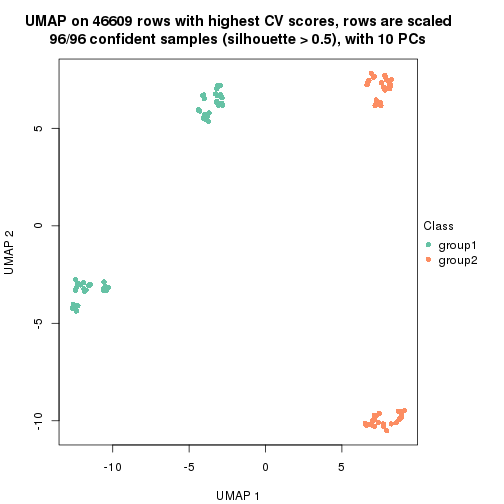 UMAP on 46609 rows with highest CV scores, rows are scaled
96/96 confident samples (silhouette > 0.5), with 10 PCs
5
0
-5
-10
UMAP 2
-10
-5
0
5
UMAP 1
Class
group1
group2